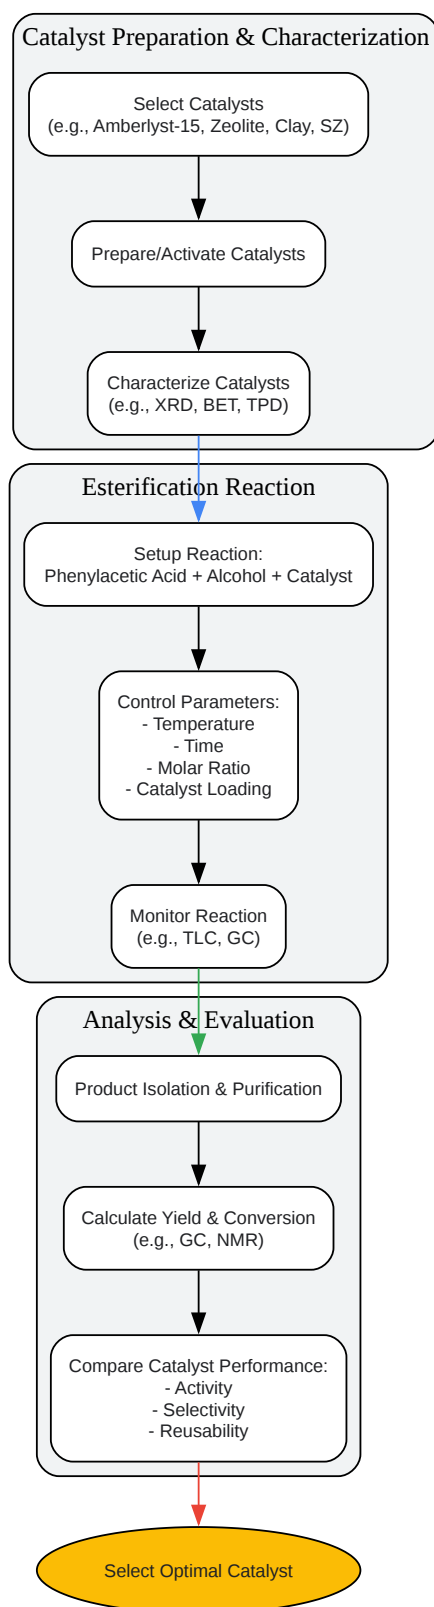 Catalyst Preparation & Characterization
Select Catalysts
(e.g., Amberlyst-15, Zeolite, Clay, SZ)
Prepare/Activate Catalysts
Characterize Catalysts
(e.g., XRD, BET, TPD)
Esterification Reaction
Setup Reaction:
Phenylacetic Acid + Alcohol + Catalyst
Control Parameters:
- Temperature
- Time
- Molar Ratio
- Catalyst Loading
Monitor Reaction
(e.g., TLC, GC)
Analysis & Evaluation
Product Isolation & Purification
Calculate Yield & Conversion
(e.g., GC, NMR)
Compare Catalyst Performance:
- Activity
- Selectivity
- Reusability
Select Optimal Catalyst